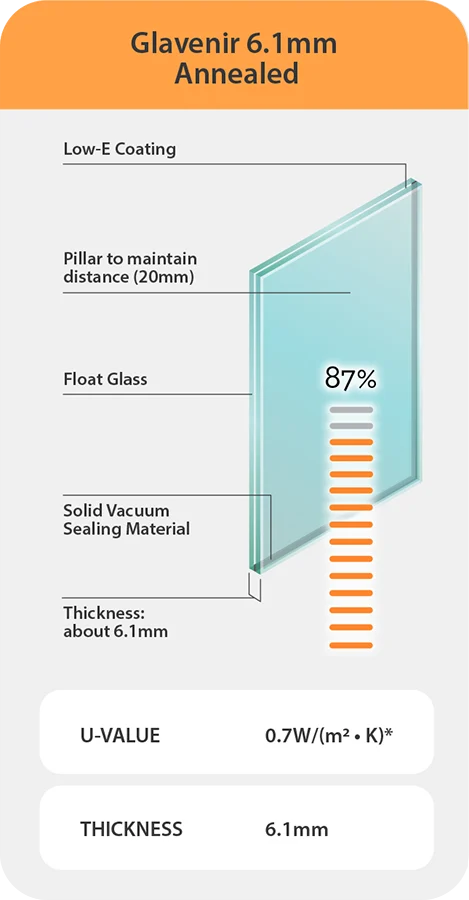 Glavenir 6.1mm
Annealed
Low-E Coating
Pillar to maintain
distance (20mm)
87%
Float Glass
Solid Vacuum
Sealing Material
Thickness:
about 6.1mm
U-VALUE 0.7W/(m² • K)*
THICKNESS 6.1mm